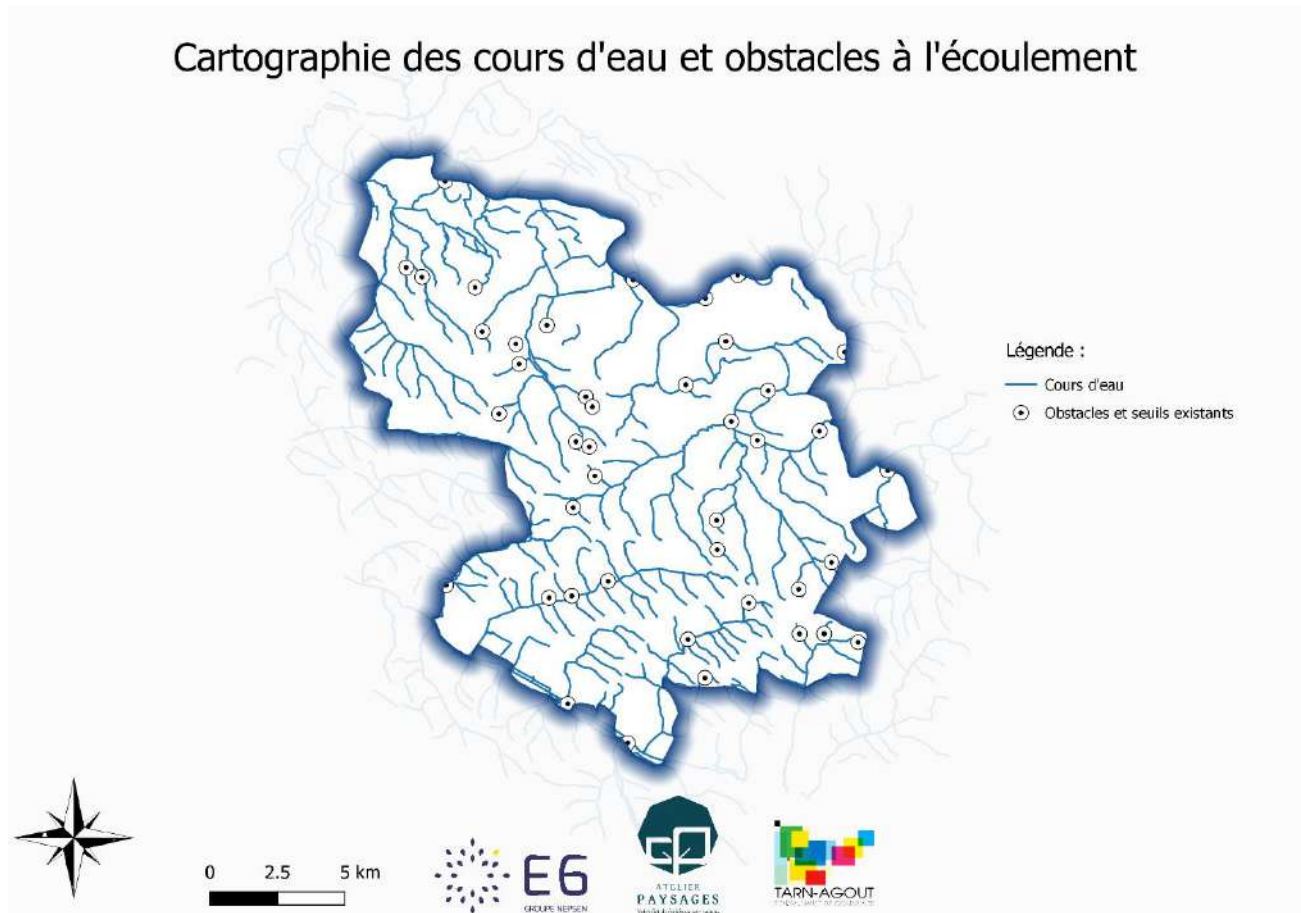 Cartographie des cours d'eau et obstacles à l'écoulement
Légende :
Cours d'eau
Obstacles et seuils existants
0 2.5 5 km
E6
GROUPE NEPSEN
ATELIER
PAYSAGES
TARN-AGOUT